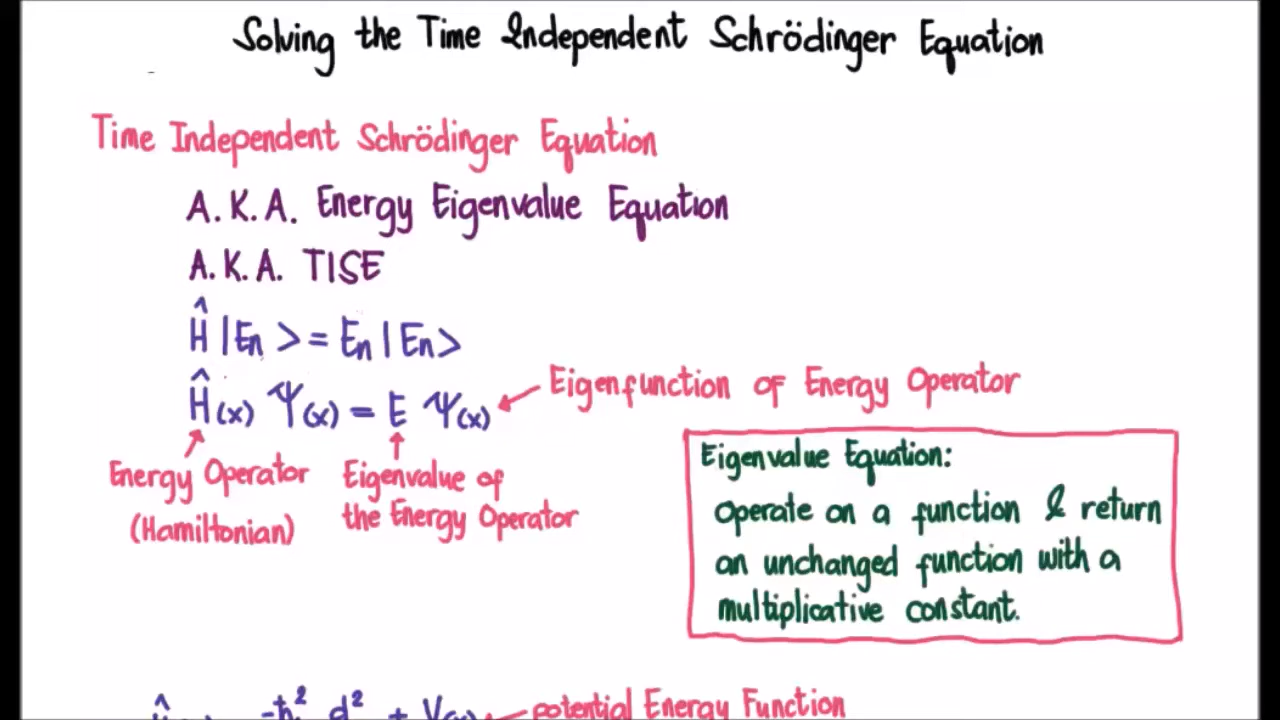 Solving the Time Independent Schrödinger Equation
Time Independent Schrödinger Equation
A.K.A. Energy Eigenvalue Equation
A.K.A. TISE
Ĥ|En> = En|En>
Ĥ(x) Ψ(x) = E Ψ(x)
Eigenfunction of Energy Operator
Energy Operator
(Hamiltonian)
Eigenvalue of
the Energy Operator
Eigenvalue Equation:
Operate on a function & return
an unchanged function with a
multiplicative constant.
-ħ² d² + V(x)
potential Energy Function